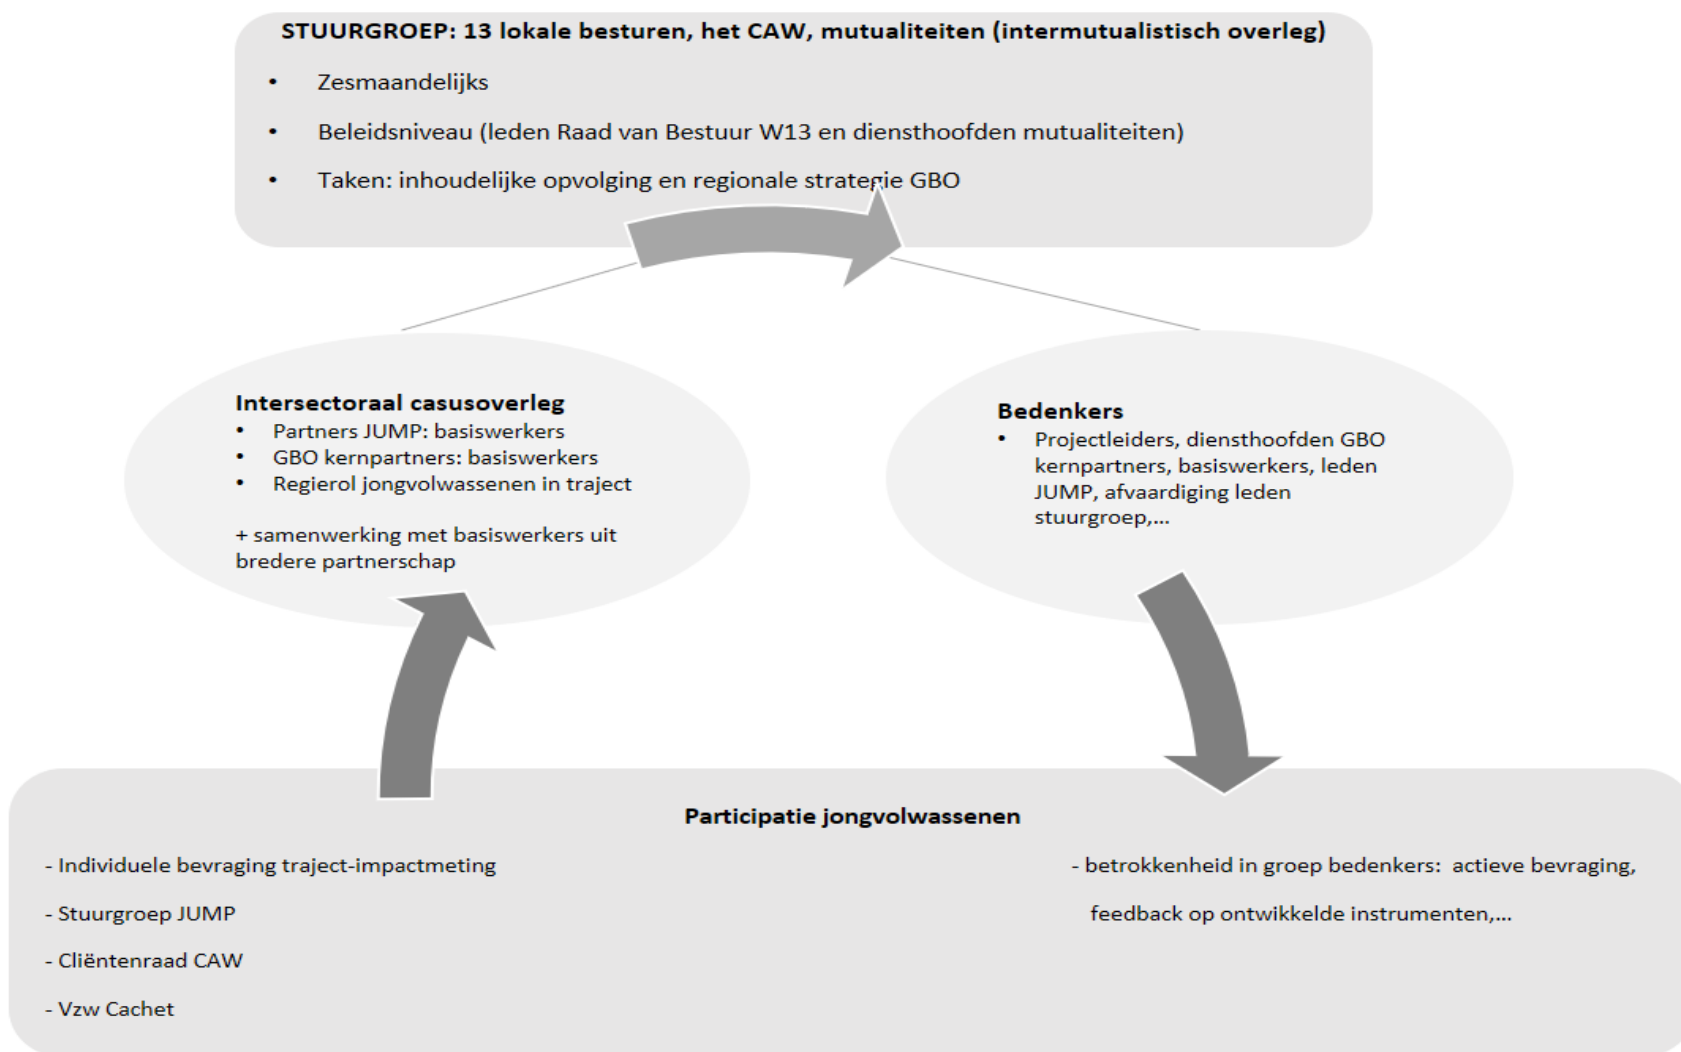 STUURGROEP: 13 lokale besturen, het CAW, mutualiteiten (intermutualistisch overleg)
• Zesmaandelijks
• Beleidsniveau (leden Raad van Bestuur W13 en diensthoofden mutualiteiten)
• Taken: inhoudelijke opvolging en regionale strategie GBO
Intersectoraal casusoverleg
• Partners JUMP: basiswerkers
• GBO kernpartners: basiswerkers
• Regierol jongvolwassenen in traject
+ samenwerking met basiswerkers uit
bredere partnerschap
Bedenkers
• Projectleiders, diensthoofden GBO
kernpartners, basiswerkers, leden
JUMP, afvaardiging leden
stuurgroep,...
Participatie jongvolwassenen
- Individuele bevraging traject-impactmeting
- Stuurgroep JUMP
- Cliëntenraad CAW
- Vzw Cachet
- betrokkenheid in groep bedenkers: actieve bevraging,
feedback op ontwikkelde instrumenten,...